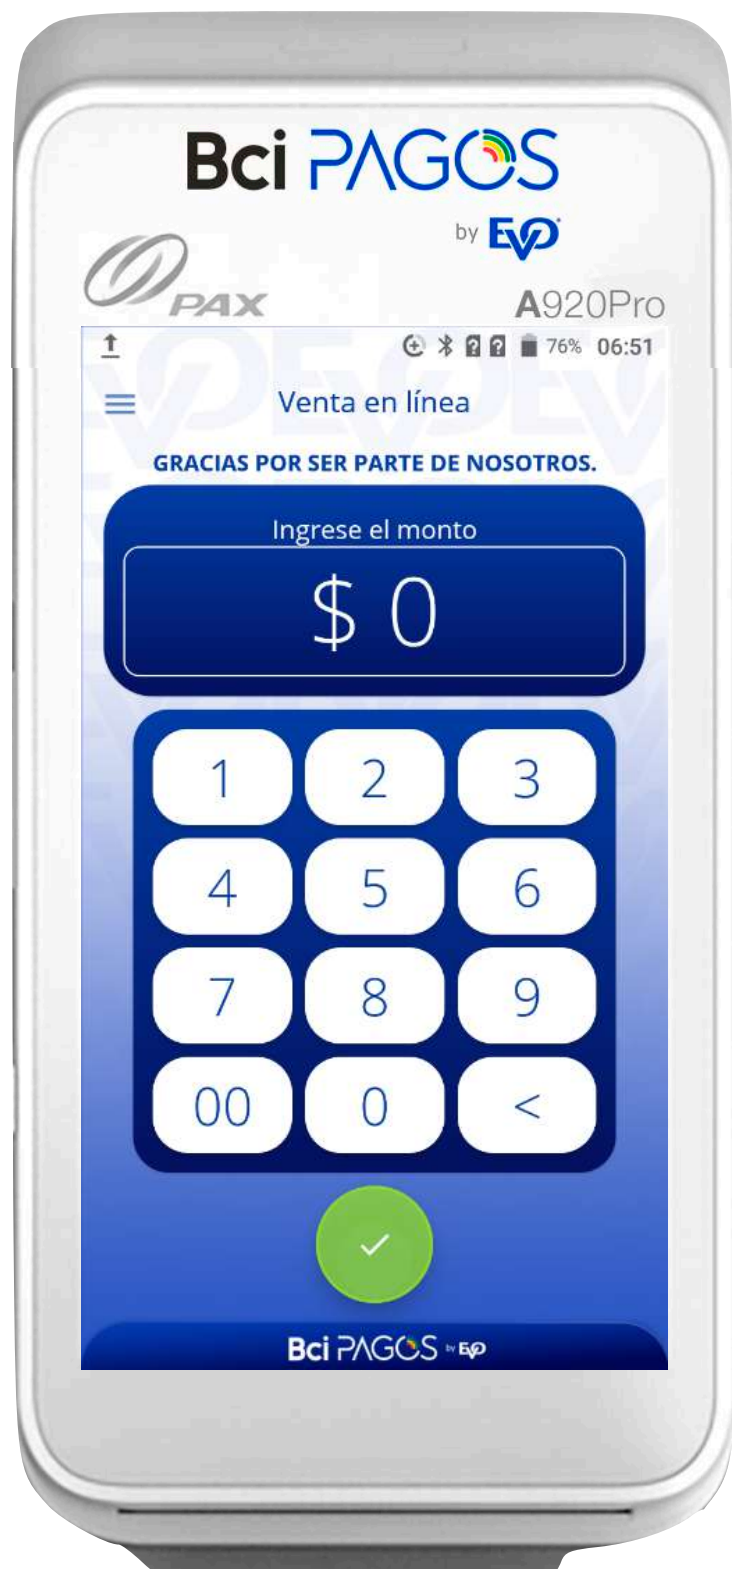 Bci PAGOS
by EVO
PAX
A920Pro
76% 06:51
Venta en línea
GRACIAS POR SER PARTE DE NOSOTROS.
Ingrese el monto
$ 0
1 2 3
4 5 6
7 8 9
00 0 <
Bci PAGOS by EVO